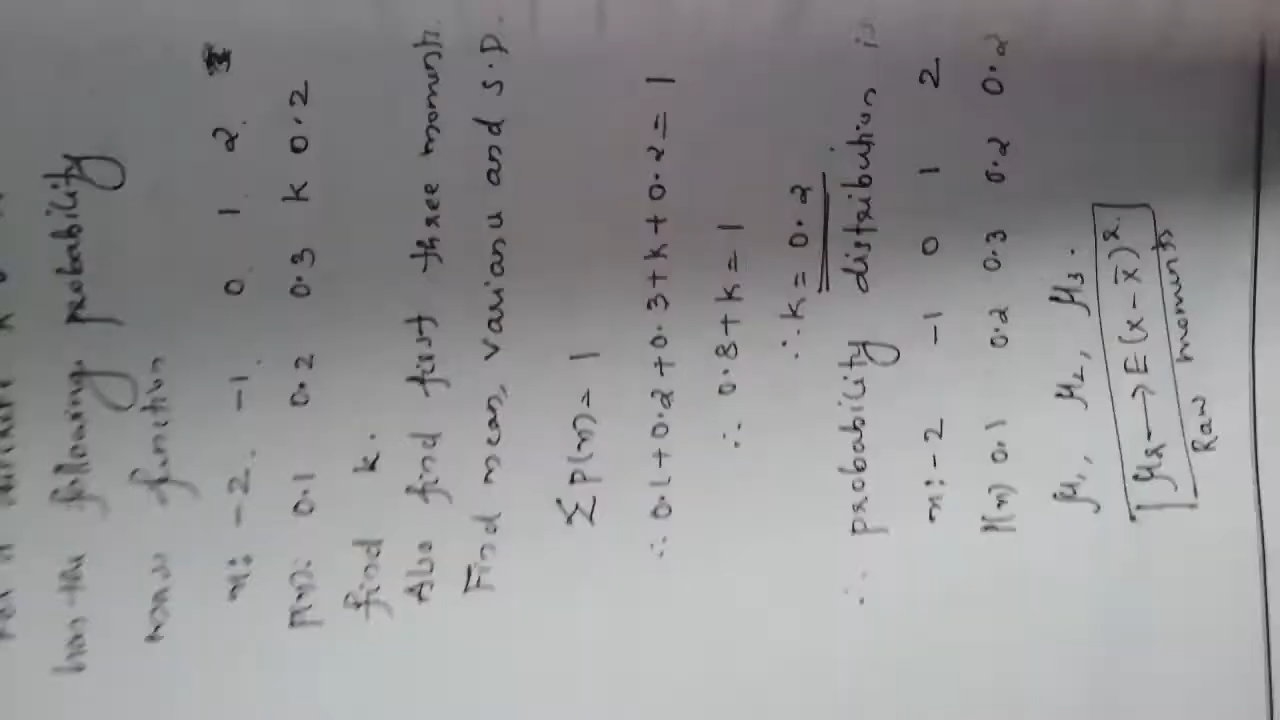 has the following probability
mass function
x: -2. -1. 0. 1. 2.
p(x): 0.1 0.2 0.3 k 0.2
find k.
Also find first three moments.
Find mean, variance and S.D.
∑ P(x) = 1
∴ 0.1 + 0.2 + 0.3 + k + 0.2 = 1
∴ 0.8 + k = 1
∴ k = 0.2
∴ probability distribution is
x: -2 -1 0 1 2
P(x) 0.1 0.2 0.3 0.2 0.2
μ1, μ2, μ3.
[μr → E(x - x̄)r.]
Raw moments